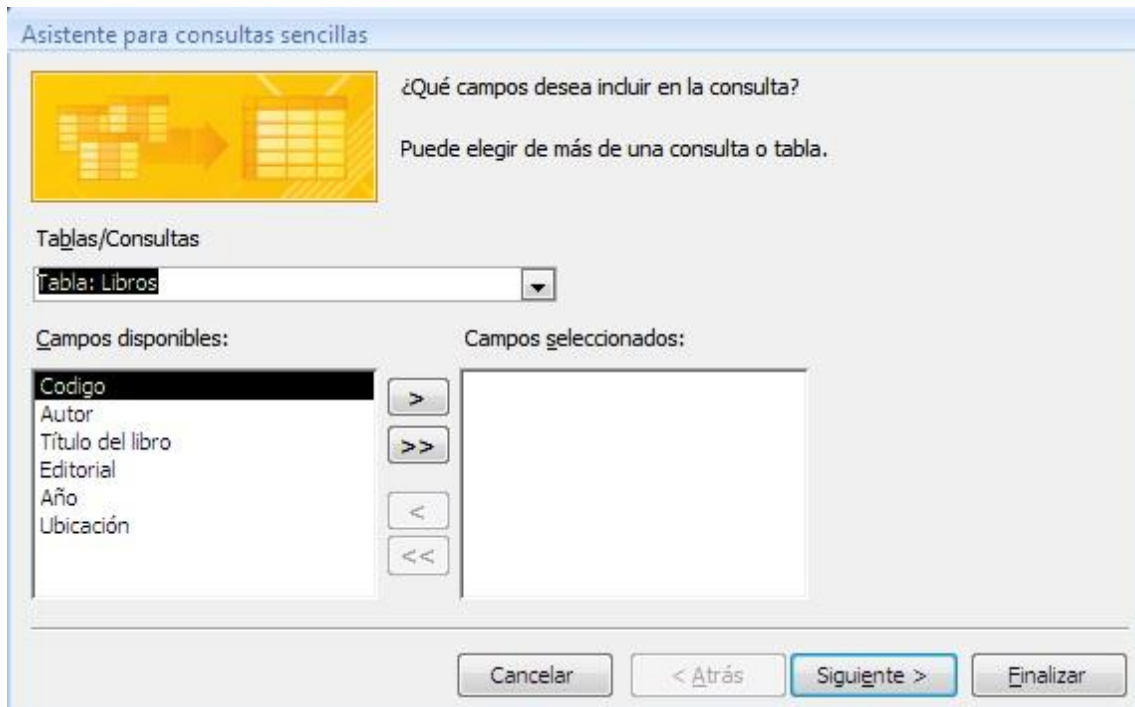 Asistente para consultas sencillas
¿Qué campos desea incluir en la consulta?
Puede elegir de más de una consulta o tabla.
Tablas/Consultas
Tabla: Libros
Campos disponibles: Campos seleccionados:
Codigo
Autor
Título del libro
Editorial
Año
Ubicación
>
>>
<
<<
Cancelar < Atrás Siguiente > Finalizar